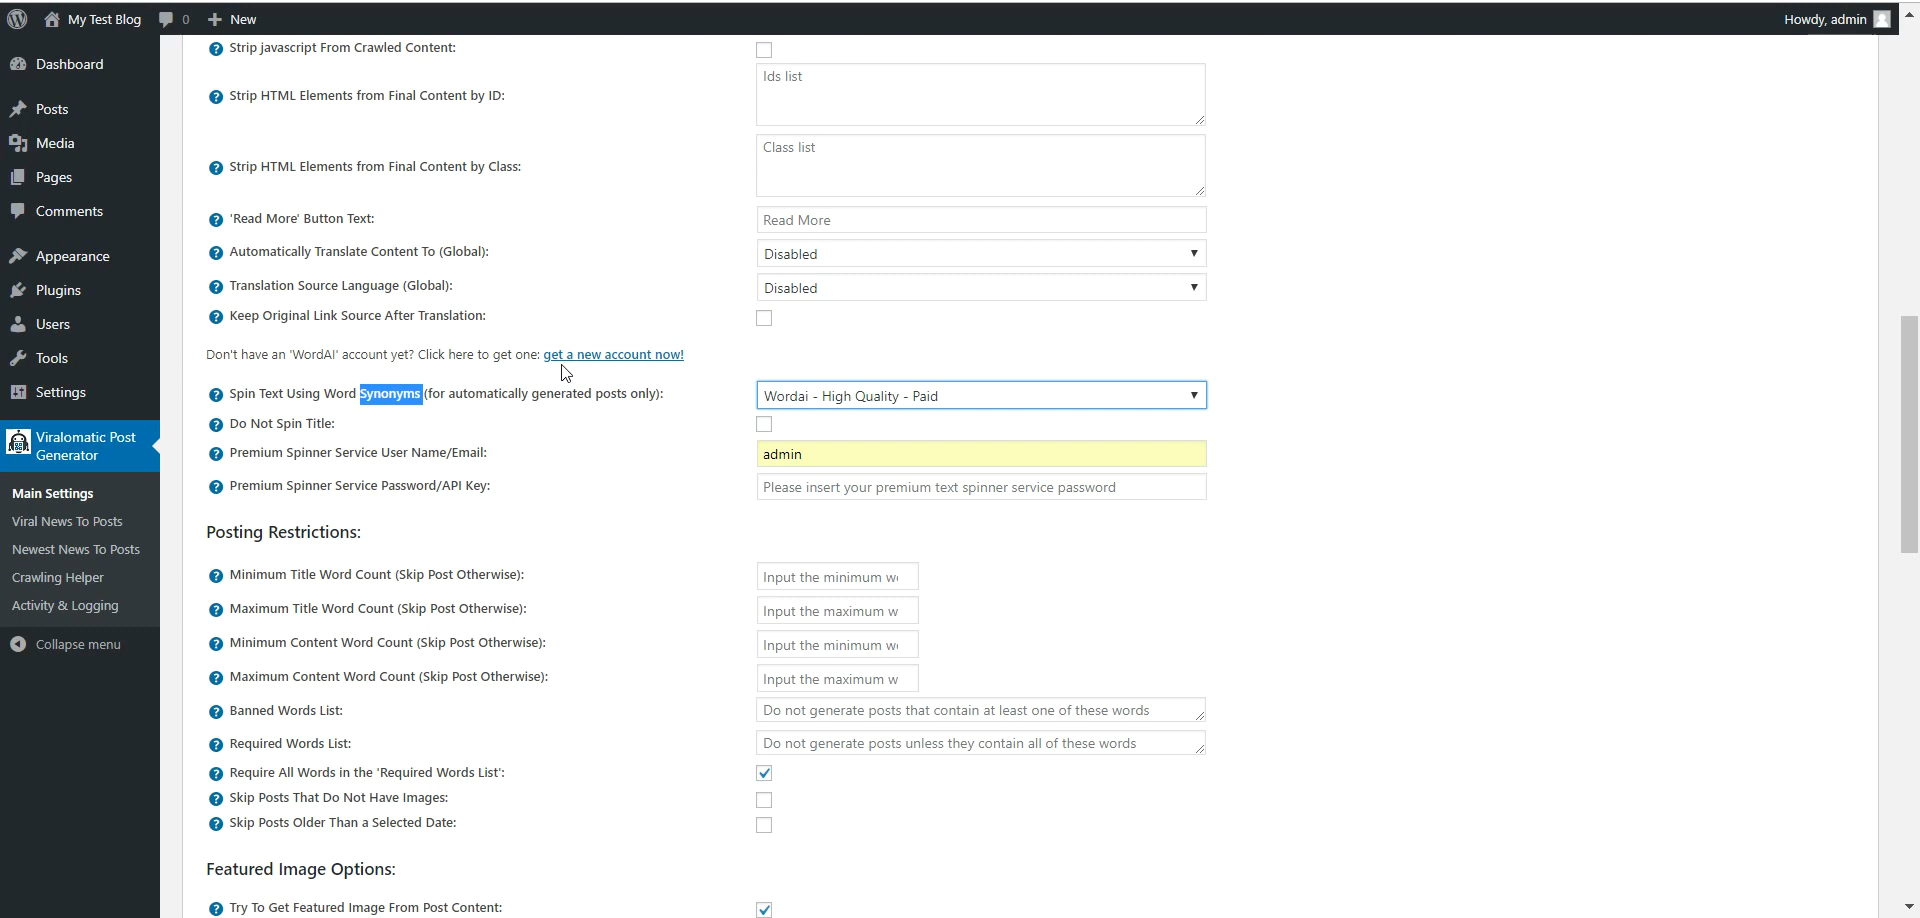 My Test Blog 0 New Howdy, admin
Dashboard
Posts
Media
Pages
Comments
Appearance
Plugins
Users
Tools
Settings
Viralomatic Post
Generator
Main Settings
Viral News To Posts
Newest News To Posts
Crawling Helper
Activity & Logging
Collapse menu
Strip javascript From Crawled Content:
Strip HTML Elements from Final Content by ID:
Ids list
Strip HTML Elements from Final Content by Class:
Class list
'Read More' Button Text:
Read More
Automatically Translate Content To (Global):
Disabled
Translation Source Language (Global):
Disabled
Keep Original Link Source After Translation:
Don't have an 'WordAI' account yet? Click here to get one: get a new account now!
Spin Text Using Word Synonyms (for automatically generated posts only):
Wordai - High Quality - Paid
Do Not Spin Title:
Premium Spinner Service User Name/Email:
admin
Premium Spinner Service Password/API Key:
Please insert your premium text spinner service password
Posting Restrictions:
Minimum Title Word Count (Skip Post Otherwise):
Input the minimum w
Maximum Title Word Count (Skip Post Otherwise):
Input the maximum w
Minimum Content Word Count (Skip Post Otherwise):
Input the minimum w
Maximum Content Word Count (Skip Post Otherwise):
Input the maximum w
Banned Words List:
Do not generate posts that contain at least one of these words
Required Words List:
Do not generate posts unless they contain all of these words
Require All Words in the 'Required Words List':
Skip Posts That Do Not Have Images:
Skip Posts Older Than a Selected Date:
Featured Image Options:
Try To Get Featured Image From Post Content: